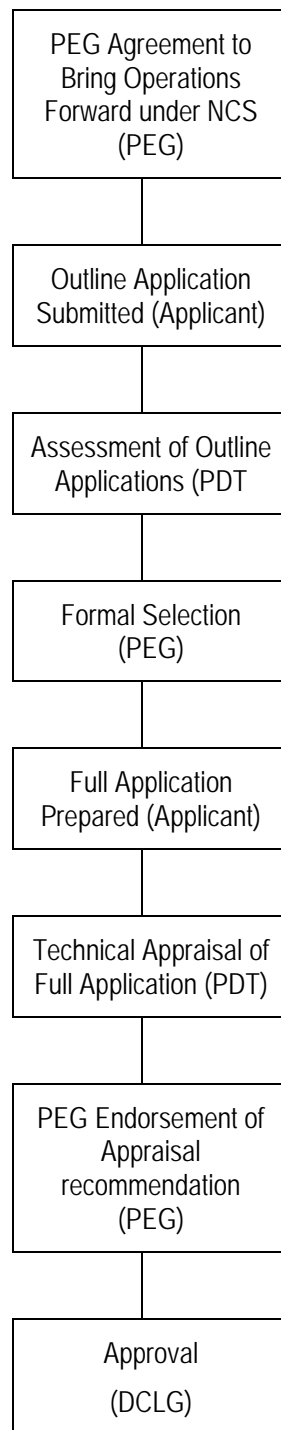 PEG Agreement to
Bring Operations
Forward under NCS
(PEG)
Outline Application
Submitted (Applicant)
Assessment of Outline
Applications (PDT
Formal Selection
(PEG)
Full Application
Prepared (Applicant)
Technical Appraisal of
Full Application (PDT)
PEG Endorsement of
Appraisal
recommendation
(PEG)
Approval
(DCLG)